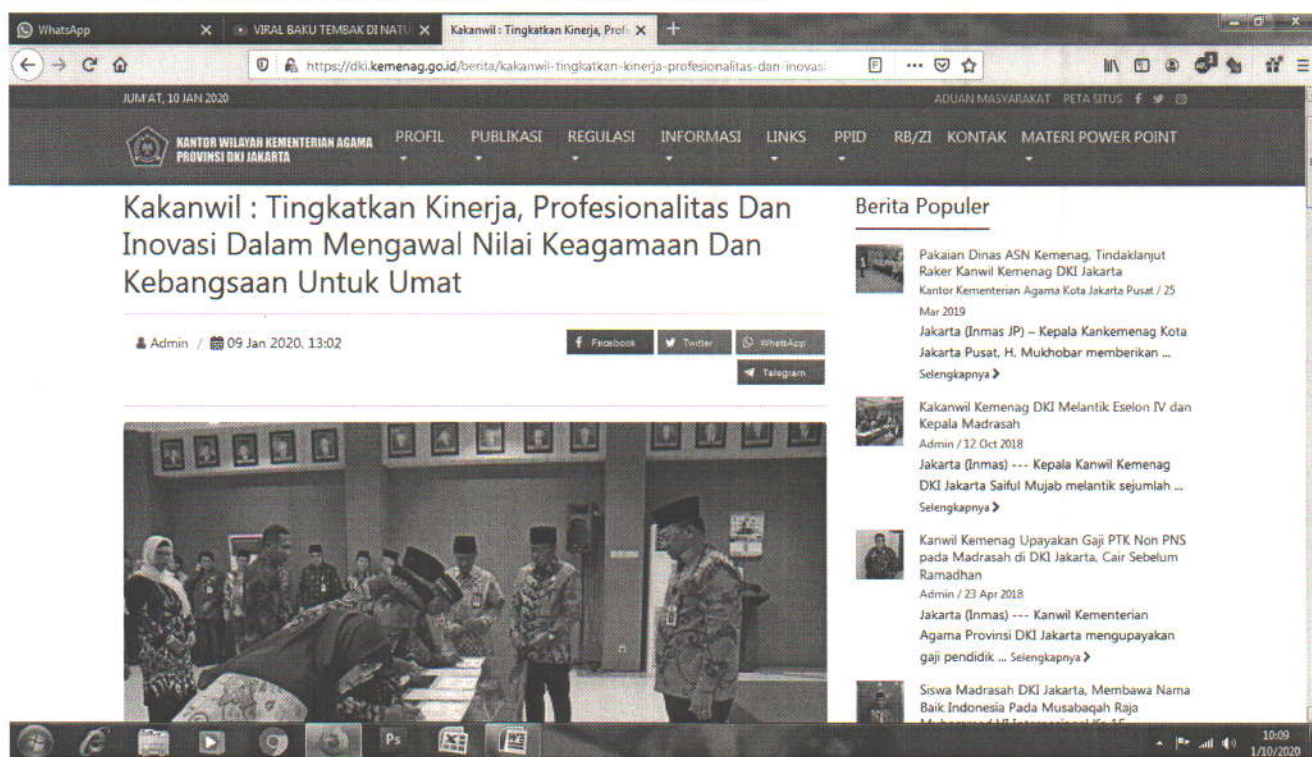 WhatsApp
VIRAL BAKU TEMBAK DI NATU
Kakanwil : Tingkatkan Kinerja, Prof
https://dki.kemenag.go.id/berita/kakanwil-tingkatkan-kinerja-profesionalitas-dan-inovas
JUM'AT, 10 JAN 2020
ADUAN MASYARAKAT PETA SITUS
KANTOR WILAYAH KEMENTERIAN AGAMA
PROVINSI DKI JAKARTA
PROFIL PUBLIKASI REGULASI INFORMASI LINKS PPID RB/ZI KONTAK MATERI POWER POINT
Kakanwil : Tingkatkan Kinerja, Profesionalitas Dan
Inovasi Dalam Mengawal Nilai Keagamaan Dan
Kebangsaan Untuk Umat
Admin / 09 Jan 2020, 13:02
Facebook Twitter WhatsApp
Telegram
Berita Populer
Pakaian Dinas ASN Kemenag, Tindaklanjut
Raker Kanwil Kemenag DKI Jakarta
Kantor Kementerian Agama Kota Jakarta Pusat / 25
Mar 2019
Jakarta (Inmas JP) – Kepala Kankemenag Kota
Jakarta Pusat, H. Mukhobar memberikan ...
Selengkapnya
Kakanwil Kemenag DKI Melantik Eselon IV dan
Kepala Madrasah
Admin / 12 Oct 2018
Jakarta (Inmas) --- Kepala Kanwil Kemenag
DKI Jakarta Saiful Mujab melantik sejumlah ...
Selengkapnya
Kanwil Kemenag Upayakan Gaji PTK Non PNS
pada Madrasah di DKI Jakarta, Cair Sebelum
Ramadhan
Admin / 23 Apr 2018
Jakarta (Inmas) --- Kanwil Kementerian
Agama Provinsi DKI Jakarta mengupayakan
gaji pendidik ... Selengkapnya
Siswa Madrasah DKI Jakarta, Membawa Nama
Baik Indonesia Pada Musabaqah Raja
Ps
10:09
1/10/2020